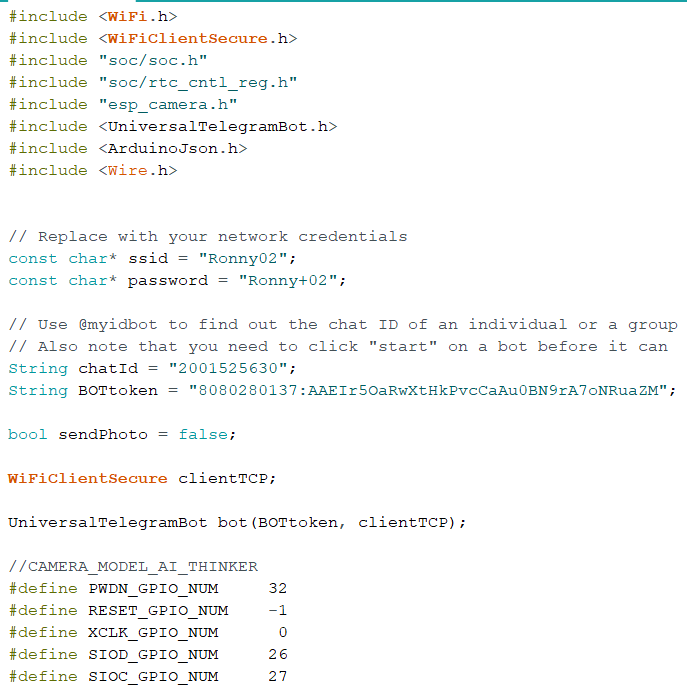 #include <WiFi.h>
#include <WiFiClientSecure.h>
#include "soc/soc.h"
#include "soc/rtc_cntl_reg.h"
#include "esp_camera.h"
#include <UniversalTelegramBot.h>
#include <ArduinoJson.h>
#include <Wire.h>
// Replace with your network credentials
const char* ssid = "Ronny02";
const char* password = "Ronny+02";
// Use @myidbot to find out the chat ID of an individual or a group
// Also note that you need to click "start" on a bot before it can
String chatId = "2001525630";
String BOTtoken = "8080280137:AAEIr5OaRwXtHkPvcCaAu0BN9rA7oNRuaZM";
bool sendPhoto = false;
WiFiClientSecure clientTCP;
UniversalTelegramBot bot(BOTtoken, clientTCP);
//CAMERA_MODEL_AI_THINKER
#define PWDN_GPIO_NUM     32
#define RESET_GPIO_NUM    -1
#define XCLK_GPIO_NUM      0
#define SIOD_GPIO_NUM     26
#define SIOC_GPIO_NUM     27